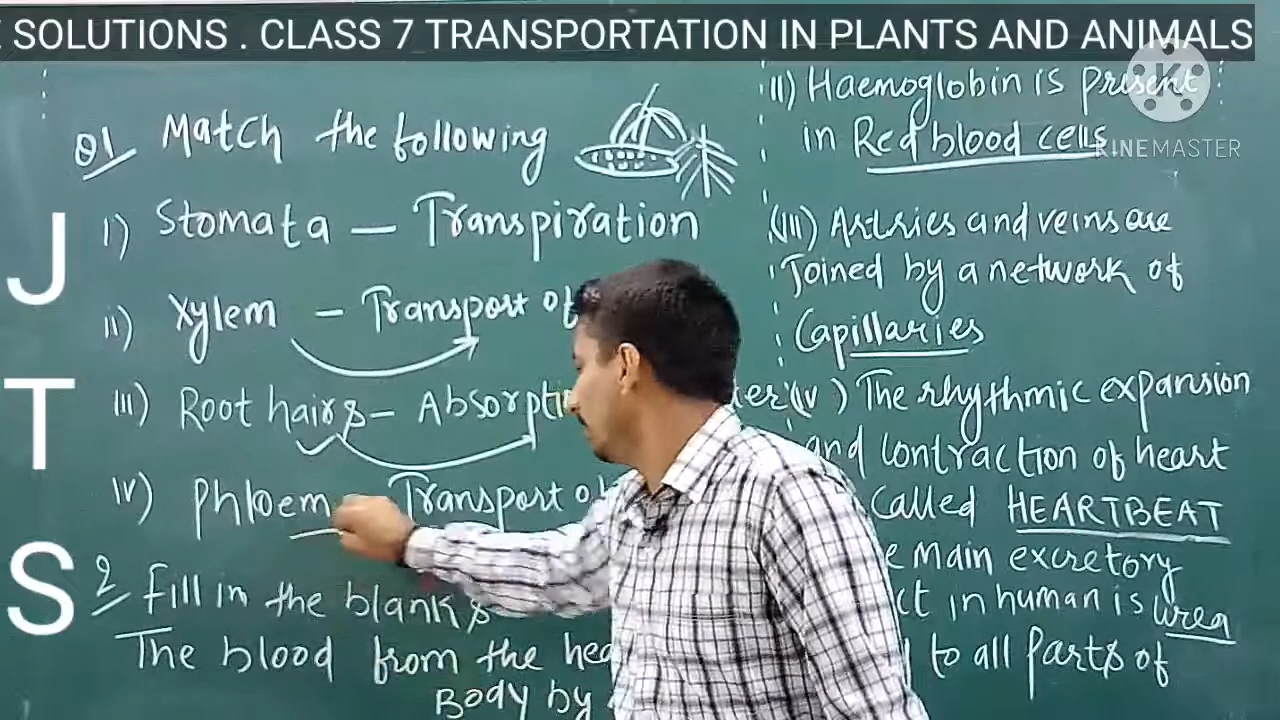 SOLUTIONS . CLASS 7 TRANSPORTATION IN PLANTS AND ANIMALS
J
T
S
Q1 Match the following
i) Stomata – Transpiration
ii) Xylem – Transport of
iii) Root hairs – Absorpti
iv) Phloem – Transport of
2 Fill in the blanks
The blood from the hea
Body by
ii) Haemoglobin is present
in Red blood cells
(iii) Arteries and veins are
Joined by a network of
Capillaries
(iv) The rhythmic expansion
and contraction of heart
called HEARTBEAT
Main excretory
in human is urea
to all Parts of
KINEMASTER